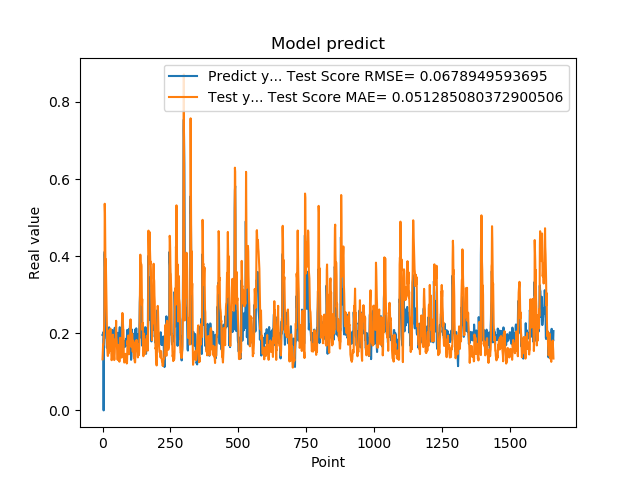 Model predict
Predict y... Test Score RMSE= 0.0678949593695
Test y... Test Score MAE= 0.051285080372900506
Real value
0.8
0.6
0.4
0.2
0.0
0 250 500 750 1000 1250 1500
Point